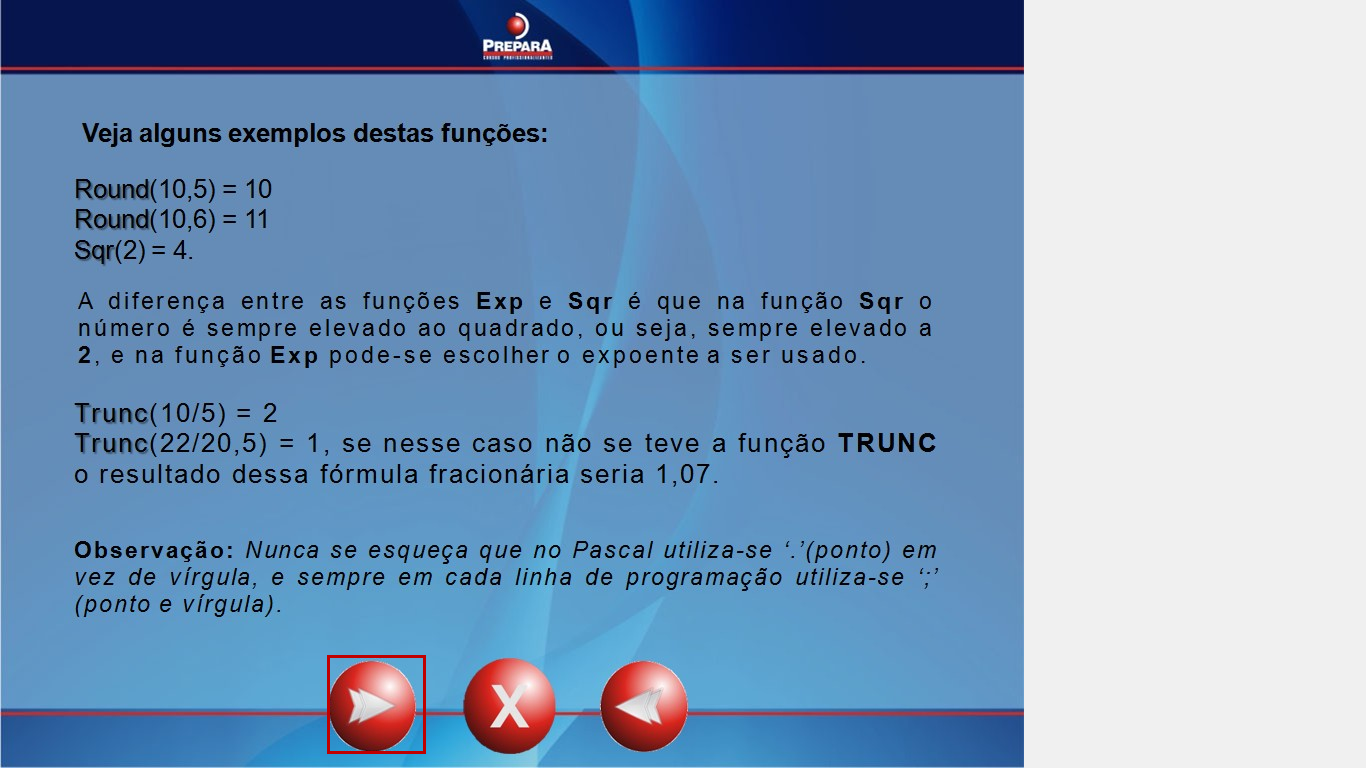 PREPARA
CURSOS PROFISSIONALIZANTES
Veja alguns exemplos destas funções:
Round(10,5) = 10
Round(10,6) = 11
Sqr(2) = 4.
A diferença entre as funções Exp e Sqr é que na função Sqr o
número é sempre elevado ao quadrado, ou seja, sempre elevado a
2, e na função Exp pode-se escolher o expoente a ser usado.
Trunc(10/5) = 2
Trunc(22/20,5) = 1, se nesse caso não se teve a função TRUNC
o resultado dessa fórmula fracionária seria 1,07.
Observação: Nunca se esqueça que no Pascal utiliza-se ‘.’(ponto) em
vez de vírgula, e sempre em cada linha de programação utiliza-se ‘;’
(ponto e vírgula).
X